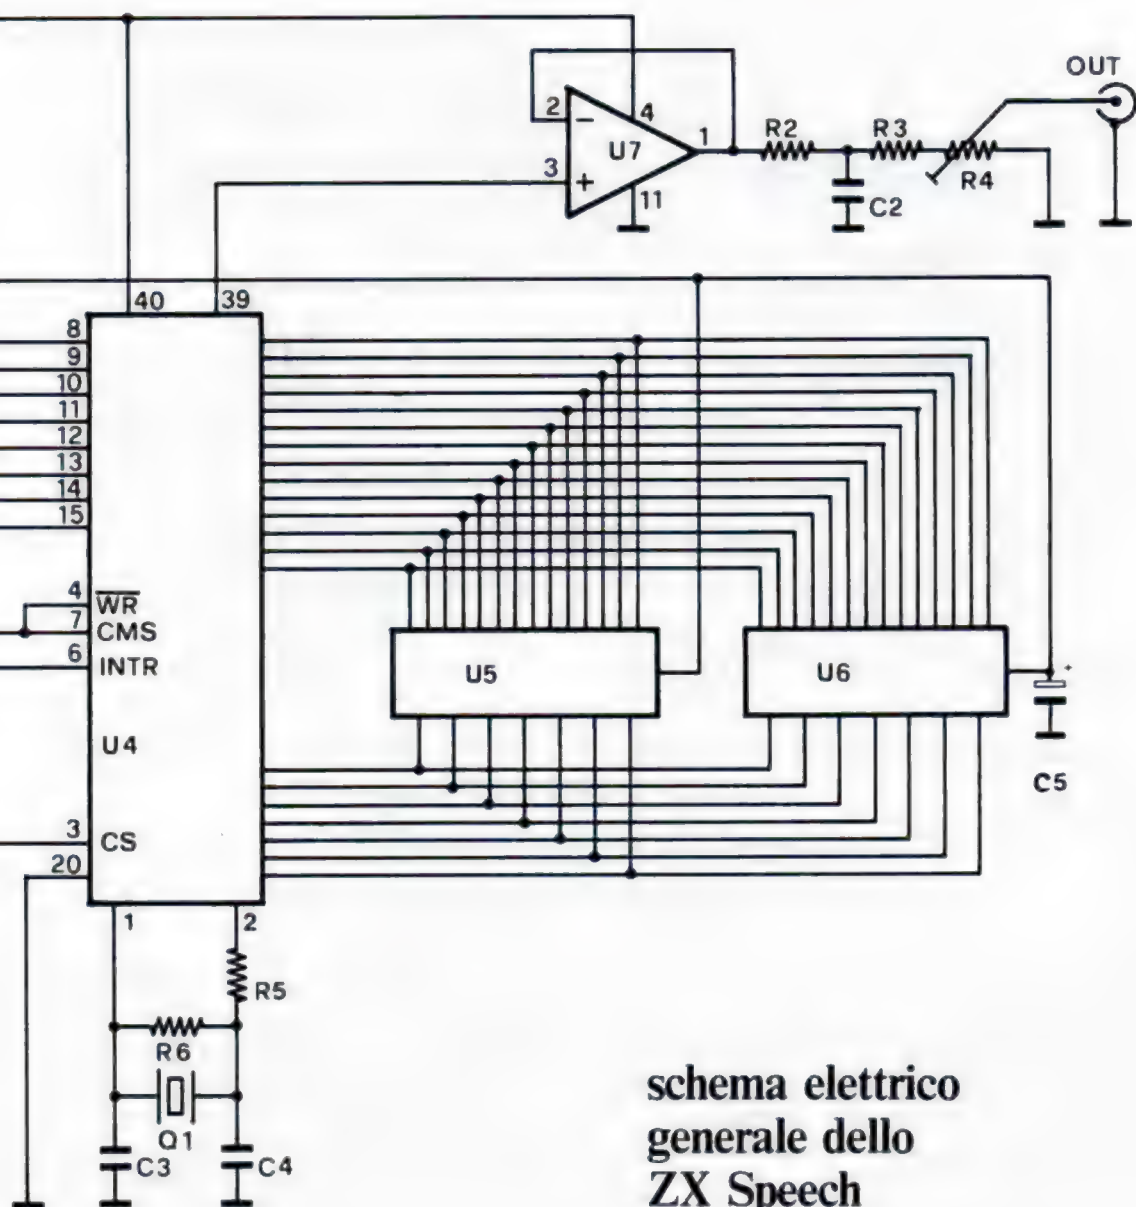 OUT
2
4
U7
1
R2
R3
3
11
C2
R4
40
39
8
9
10
11
12
13
14
15
4
WR
7
CMS
6
INTR
U5
U6
+
U4
C5
3
CS
20
1
2
R5
R6
Q1
C3
C4
schema elettrico
generale dello
ZX Speech